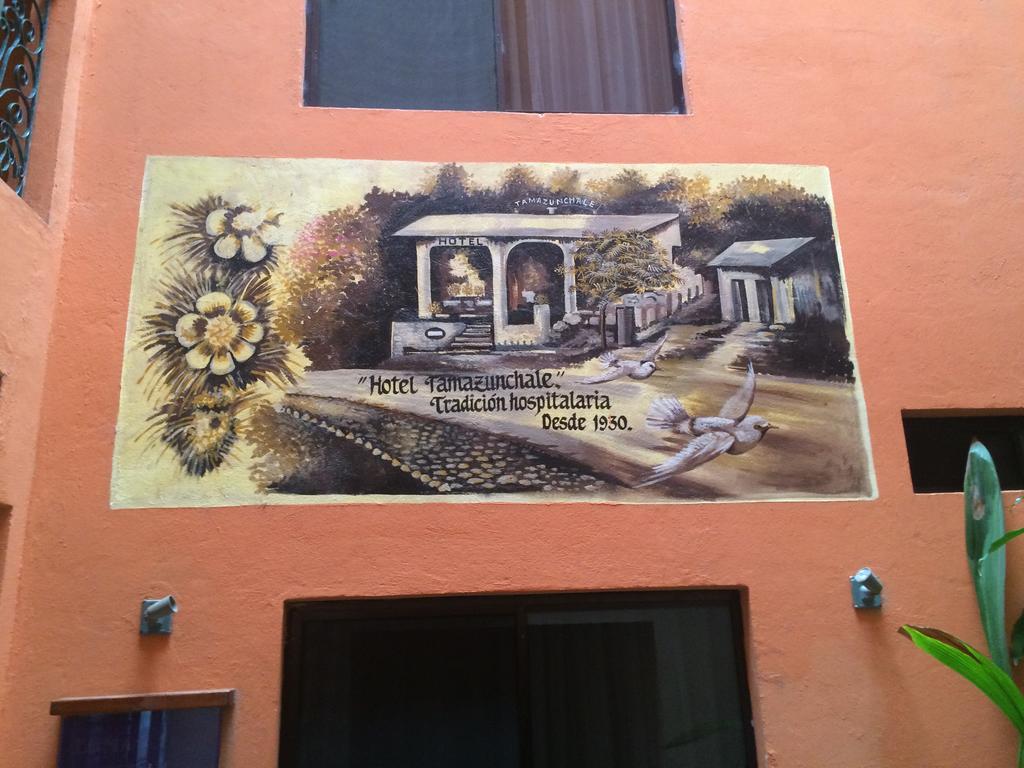 TAMAZUNCHALE
HOTEL
"Hotel Tamazunchale."
Tradición hospitalaria
Desde 1930.